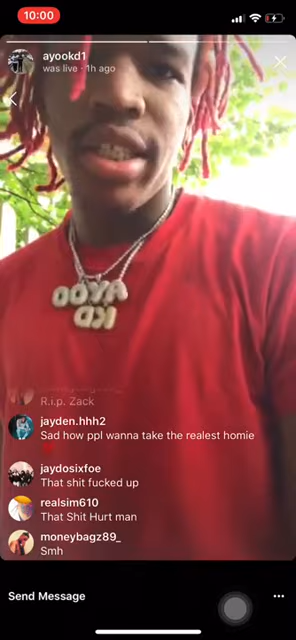 10:00
ayookd1
was live · 1h ago
AYOO
KD
R.i.p. Zack
jayden.hhh2
Sad how ppl wanna take the realest homie
jaydosixfoe
That shit fucked up
realsim610
That Shit Hurt man
moneybagz89_
Smh
Send Message